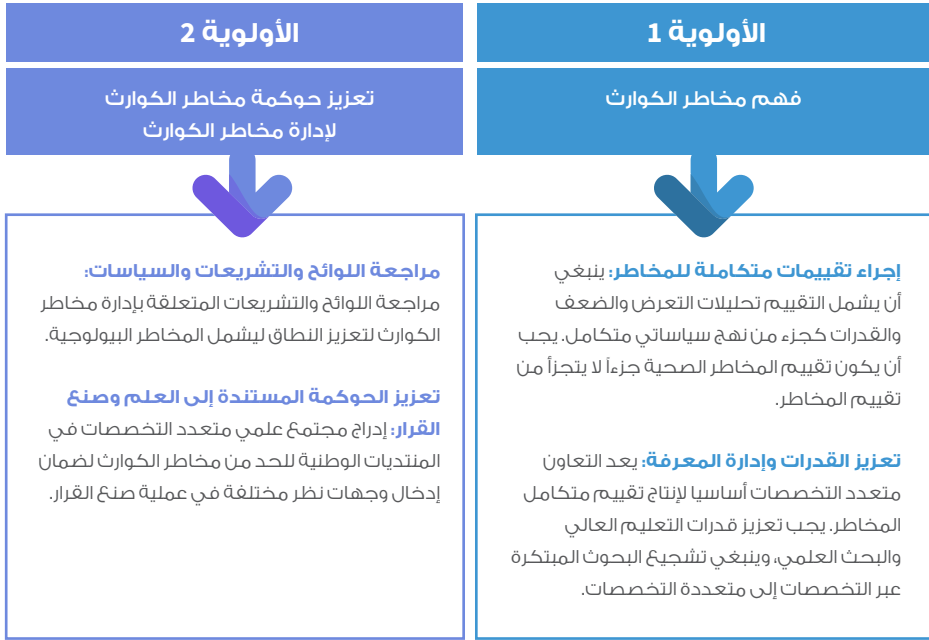 الأولوية 1
فهم مخاطر الكوارث
إجراء تقييمات متكاملة للمخاطر: ينبغي
أن يشمل التقييم تحليلات التعرض والضعف
والقدرات كجزء من نهج سياساتي متكامل. يجب
أن يكون تقييم المخاطر الصحية جزءاً لا يتجزأ من
تقييم المخاطر.
تعزيز القدرات وإدارة المعرفة: يعد التعاون
متعدد التخصصات أساسيا لإنتاج تقييم متكامل
المخاطر. يجب تعزيز قدرات التعليم العالي
والبحث العلمي، وينبغي تشجيع البحوث المبتكرة
عبر التخصصات إلى متعددة التخصصات.
الأولوية 2
تعزيز حوكمة مخاطر الكوارث
لإدارة مخاطر الكوارث
مراجعة اللوائح والتشريعات والسياسات:
مراجعة اللوائح والتشريعات المتعلقة بإدارة مخاطر
الكوارث لتعزيز النطاق ليشمل المخاطر البيولوجية.
تعزيز الحوكمة المستندة إلى العلم وصنع
القرار: إدراج مجتمع علمي متعدد التخصصات في
المنتديات الوطنية للحد من مخاطر الكوارث لضمان
إدخال وجهات نظر مختلفة في عملية صنع القرار.